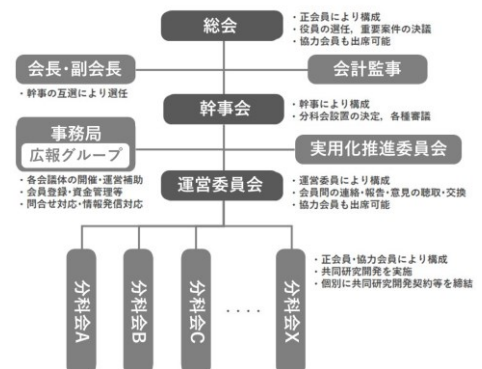 総会
・正会員により構成
・役員の選任，重要案件の決議
・協力会員も出席可能
会長・副会長
・幹事の互選により選任
会計監事
幹事会
・幹事により構成
・分科会設置の決定，各種審議
事務局
広報グループ
・各会議体の開催・運営補助
・会員登録・資金管理等
・問合せ対応・情報発信対応
実用化推進委員会
運営委員会
・運営委員により構成
・会員間の連絡・報告・意見の聴取・交換
・協力会員も出席可能
分科会A
分科会B
分科会C
・・・・
分科会X
・正会員・協力会員により構成
・共同研究開発を実施
・個別に共同研究開発契約等を締結